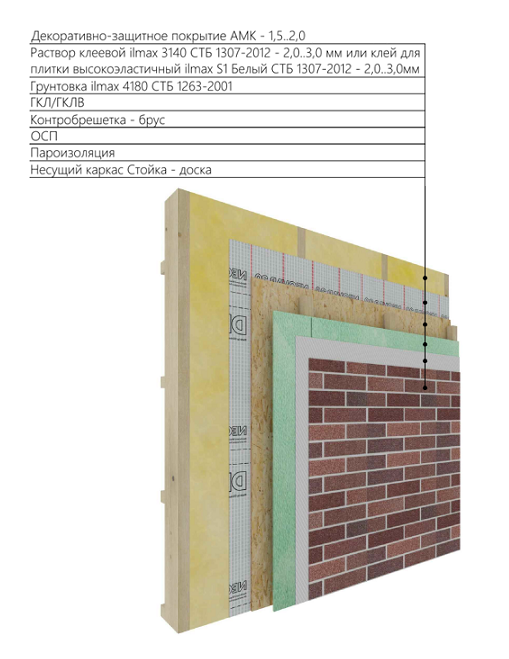 Декоративно-защитное покрытие АМК - 1,5..2,0
Раствор клеевой ilmax 3140 СТБ 1307-2012 - 2,0..3,0 мм или клей для
плитки высокоэластичный ilmax S1 Белый СТБ 1307-2012 - 2,0..3,0мм
Грунтовка ilmax 4180 СТБ 1263-2001
ГКЛ/ГКЛВ
Контробрешетка - брус
ОСП
Пароизоляция
Несущий каркас Стойка - доска